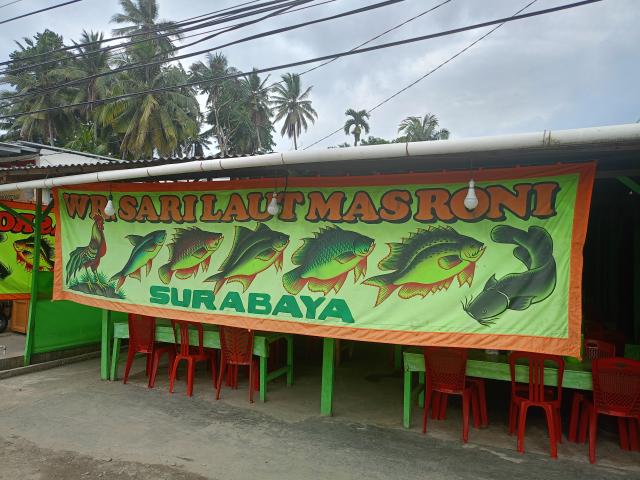 WR. SARI LAUT MAS RONI
SURABAYA